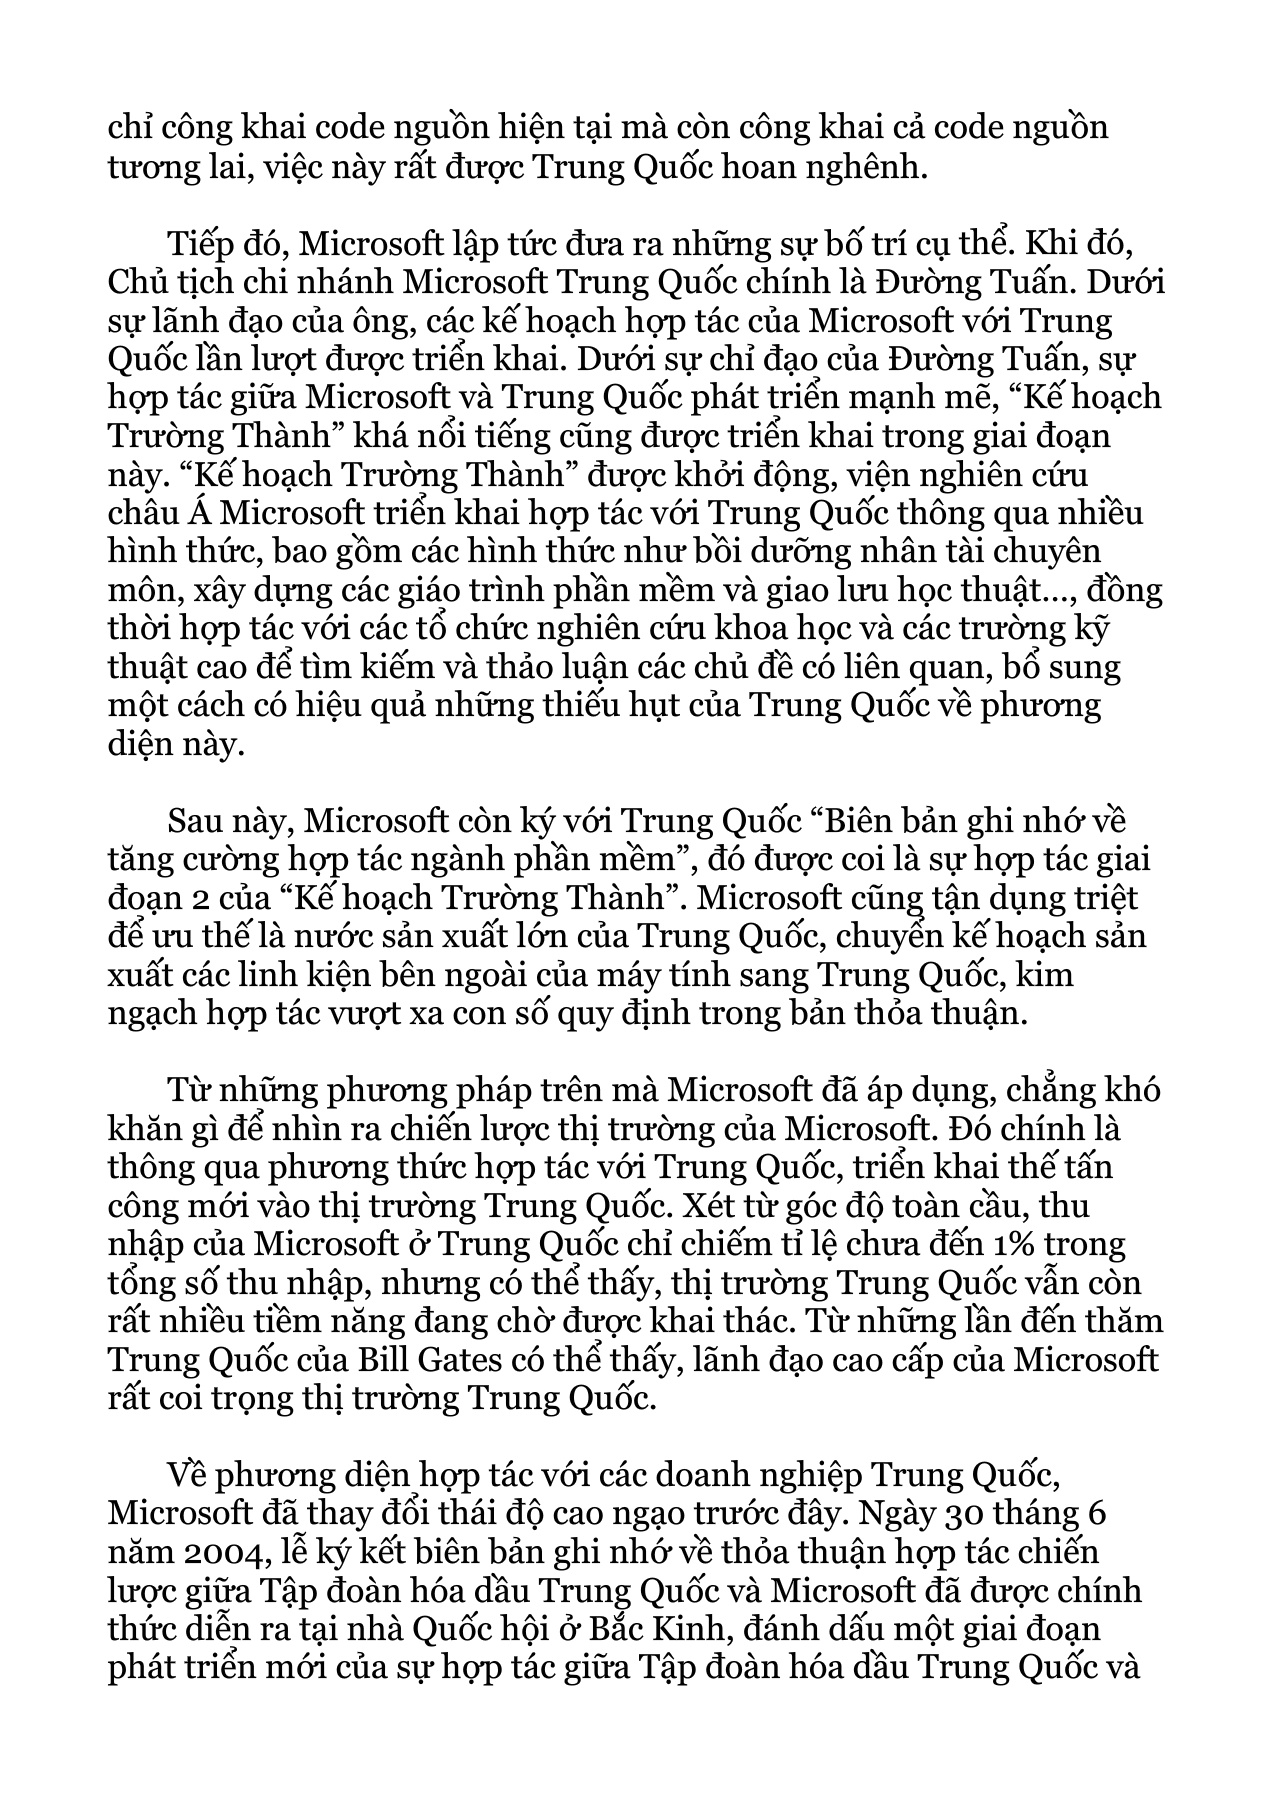 chỉ công khai code nguồn hiện tại mà còn công khai cả code nguồn
tương lai, việc này rất được Trung Quốc hoan nghênh.
Tiếp đó, Microsoft lập tức đưa ra những sự bố trí cụ thể. Khi đó,
Chủ tịch chi nhánh Microsoft Trung Quốc chính là Đường Tuấn. Dưới
sự lãnh đạo của ông, các kế hoạch hợp tác của Microsoft với Trung
Quốc lần lượt được triển khai. Dưới sự chỉ đạo của Đường Tuấn, sự
hợp tác giữa Microsoft và Trung Quốc phát triển mạnh mẽ, “Kế hoạch
Trường Thành” khá nổi tiếng cũng được triển khai trong giai đoạn
này. “Kế hoạch Trường Thành” được khởi động, viện nghiên cứu
châu Á Microsoft triển khai hợp tác với Trung Quốc thông qua nhiều
hình thức, bao gồm các hình thức như bồi dưỡng nhân tài chuyên
môn, xây dựng các giáo trình phần mềm và giao lưu học thuật..., đồng
thời hợp tác với các tổ chức nghiên cứu khoa học và các trường kỹ
thuật cao để tìm kiếm và thảo luận các chủ đề có liên quan, bổ sung
một cách có hiệu quả những thiếu hụt của Trung Quốc về phương
diện này.
Sau này, Microsoft còn ký với Trung Quốc “Biên bản ghi nhớ về
tăng cường hợp tác ngành phần mềm”, đó được coi là sự hợp tác giai
đoạn 2 của “Kế hoạch Trường Thành”. Microsoft cũng tận dụng triệt
để ưu thế là nước sản xuất lớn của Trung Quốc, chuyển kế hoạch sản
xuất các linh kiện bên ngoài của máy tính sang Trung Quốc, kim
ngạch hợp tác vượt xa con số quy định trong bản thỏa thuận.
Từ những phương pháp trên mà Microsoft đã áp dụng, chẳng khó
khăn gì để nhìn ra chiến lược thị trường của Microsoft. Đó chính là
thông qua phương thức hợp tác với Trung Quốc, triển khai thế tấn
công mới vào thị trường Trung Quốc. Xét từ góc độ toàn cầu, thu
nhập của Microsoft ở Trung Quốc chỉ chiếm tỉ lệ chưa đến 1% trong
tổng số thu nhập, nhưng có thể thấy, thị trường Trung Quốc vẫn còn
rất nhiều tiềm năng đang chờ được khai thác. Từ những lần đến thăm
Trung Quốc của Bill Gates có thể thấy, lãnh đạo cao cấp của Microsoft
rất coi trọng thị trường Trung Quốc.
Về phương diện hợp tác với các doanh nghiệp Trung Quốc,
Microsoft đã thay đổi thái độ cao ngạo trước đây. Ngày 30 tháng 6
năm 2004, lễ ký kết biên bản ghi nhớ về thỏa thuận hợp tác chiến
lược giữa Tập đoàn hóa dầu Trung Quốc và Microsoft đã được chính
thức diễn ra tại nhà Quốc hội ở Bắc Kinh, đánh dấu một giai đoạn
phát triển mới của sự hợp tác giữa Tập đoàn hóa dầu Trung Quốc và